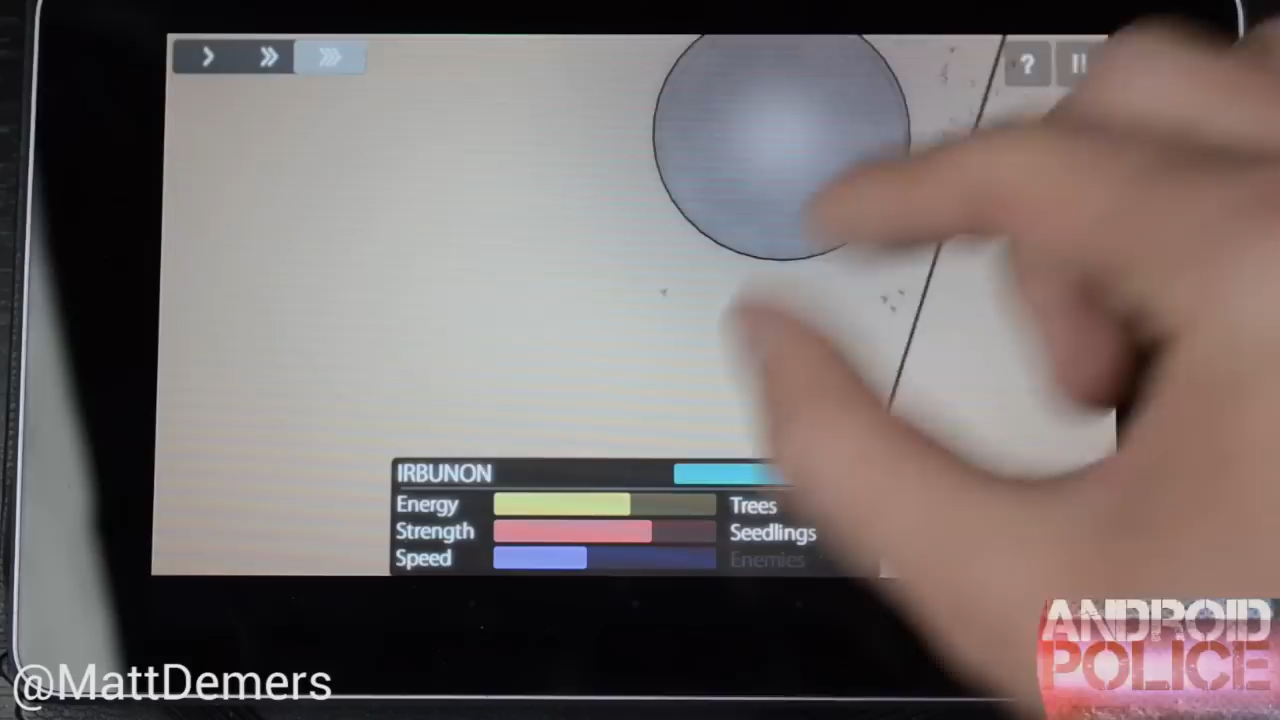 ?
IRBUNON
Energy
Trees
Strength
Seedlings
Speed
Enemies
@MattDemers
ANDROID
POLICE